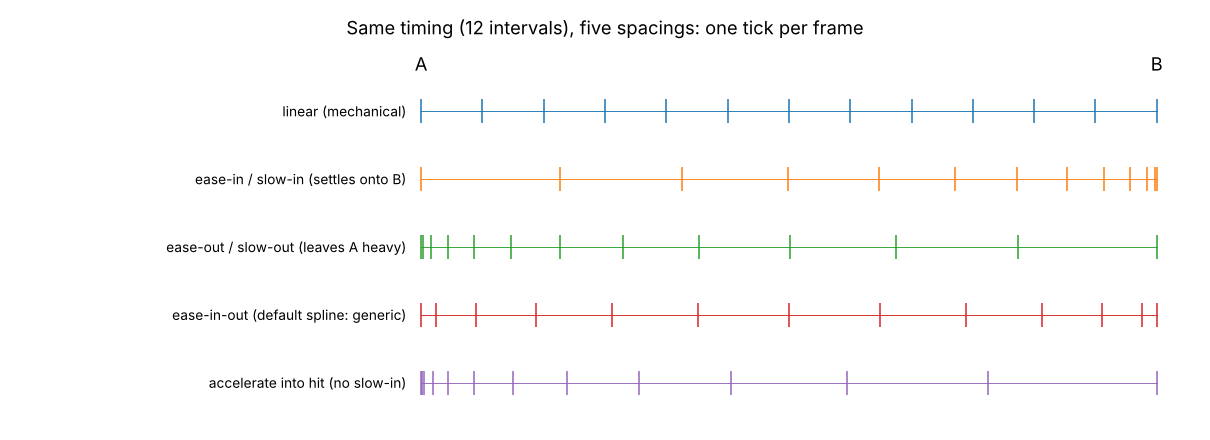 Same timing (12 intervals), five spacings: one tick per frame
A B
linear (mechanical)
ease-in / slow-in (settles onto B)
ease-out / slow-out (leaves A heavy)
ease-in-out (default spline: generic)
accelerate into hit (no slow-in)